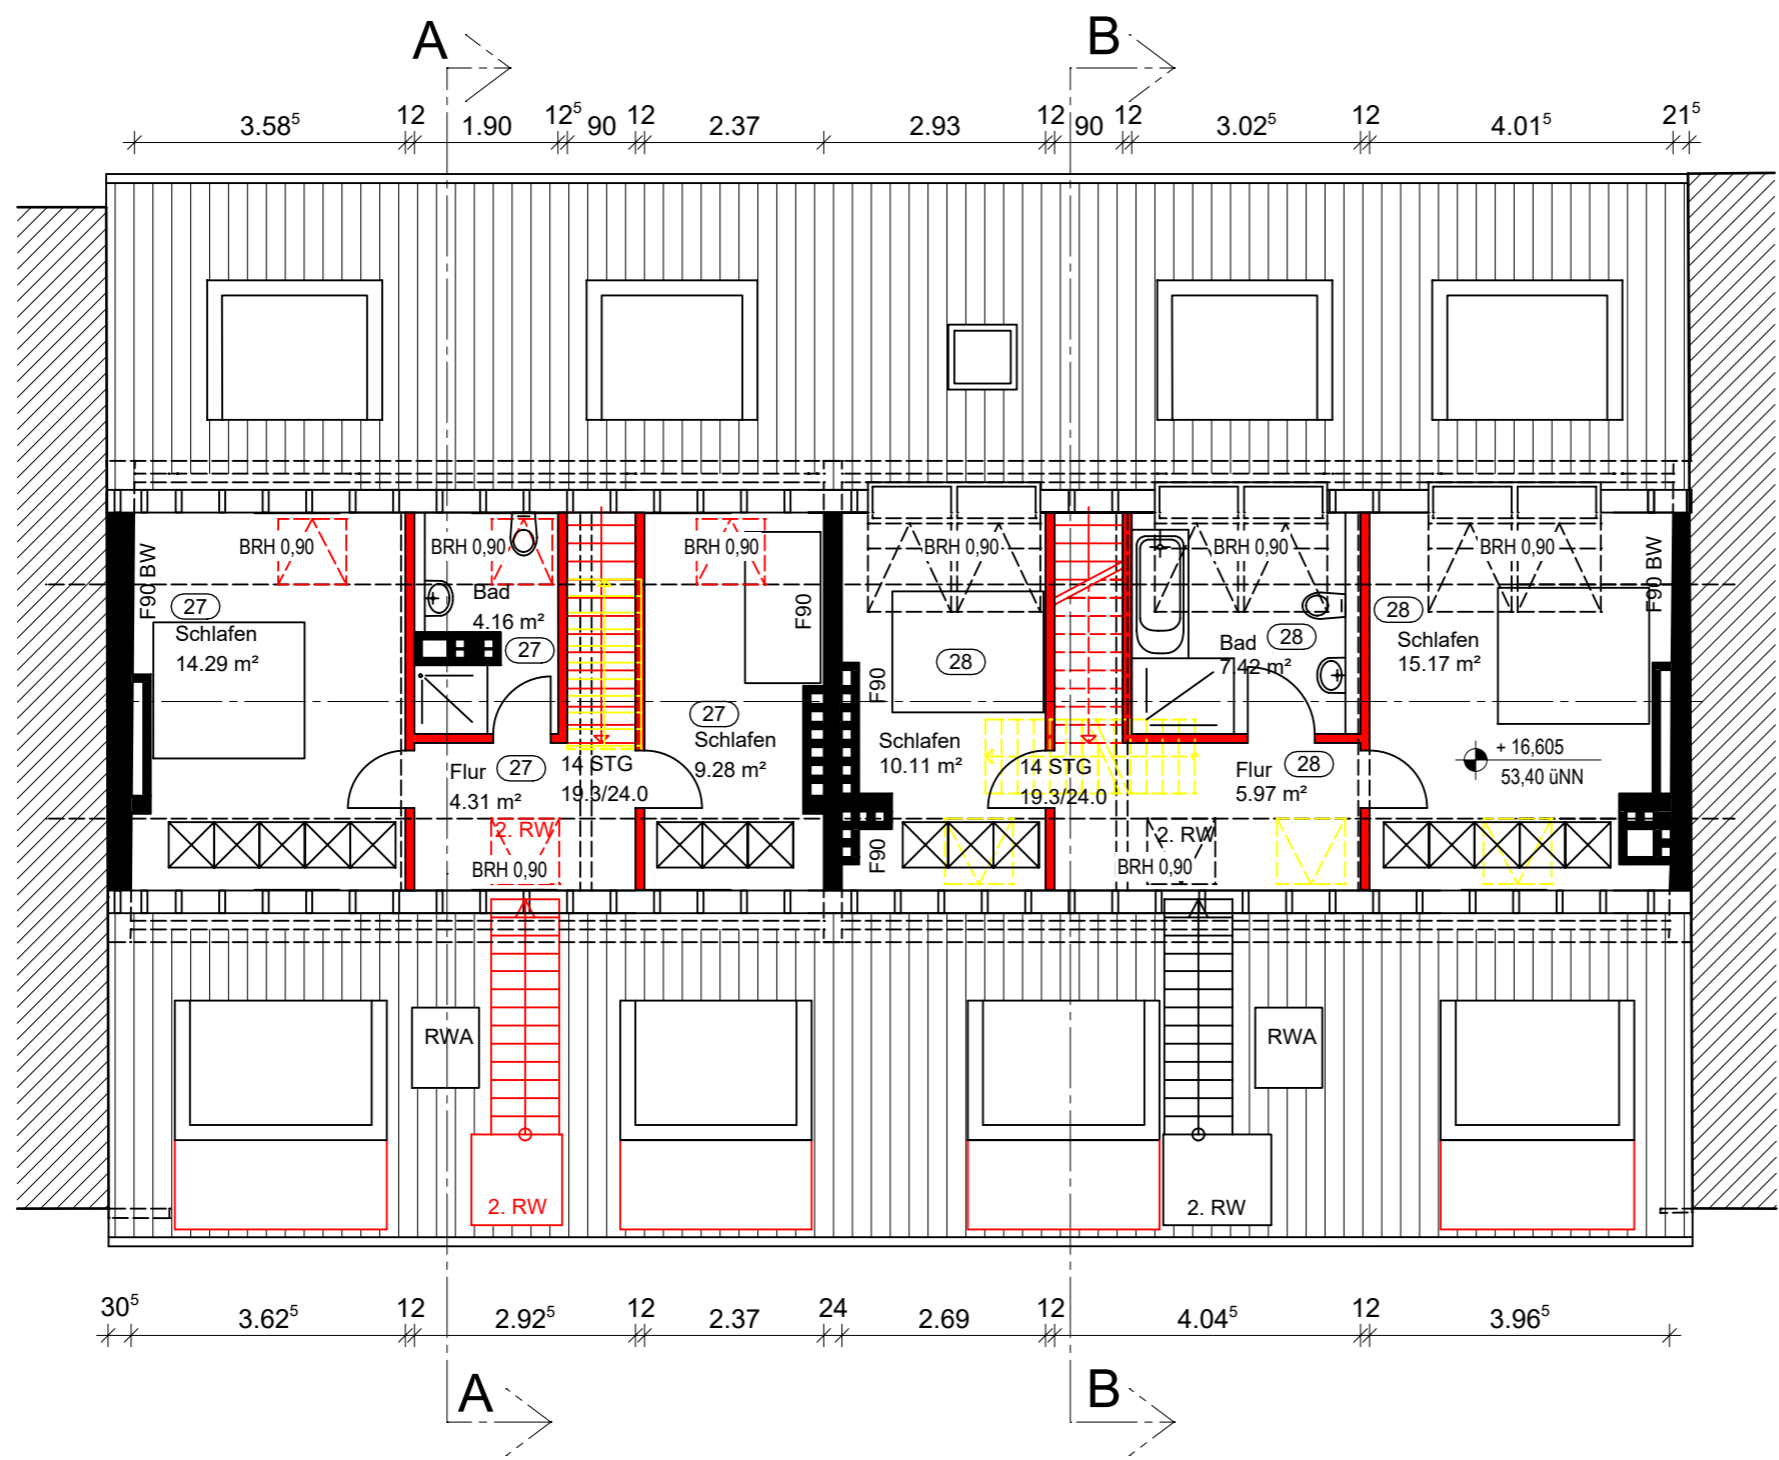 A
B
3.58⁵ 12 1.90 12⁵ 90 12 2.37 2.93 12 90 12 3.02⁵ 12 4.01⁵ 21⁵
BRH 0,90
BRH 0,90
BRH 0,90
BRH 0,90
BRH 0,90
BRH 0,90
F90 BW
27
Schlafen
14.29 m²
Bad
4.16 m²
27
F90
27
Schlafen
9.28 m²
Flur
27
4.31 m²
14 STG
19.3/24.0
2. RW
BRH 0,90
28
F90
Schlafen
10.11 m²
F90
14 STG
19.3/24.0
Bad
28
7.42 m²
Flur
28
5.97 m²
2. RW
BRH 0,90
28
Schlafen
15.17 m²
F90 BW
+ 16,605
53,40 üNN
RWA
RWA
2. RW
2. RW
30⁵ 3.62⁵ 12 2.92⁵ 12 2.37 24 2.69 12 4.04⁵ 12 3.96⁵
A
B